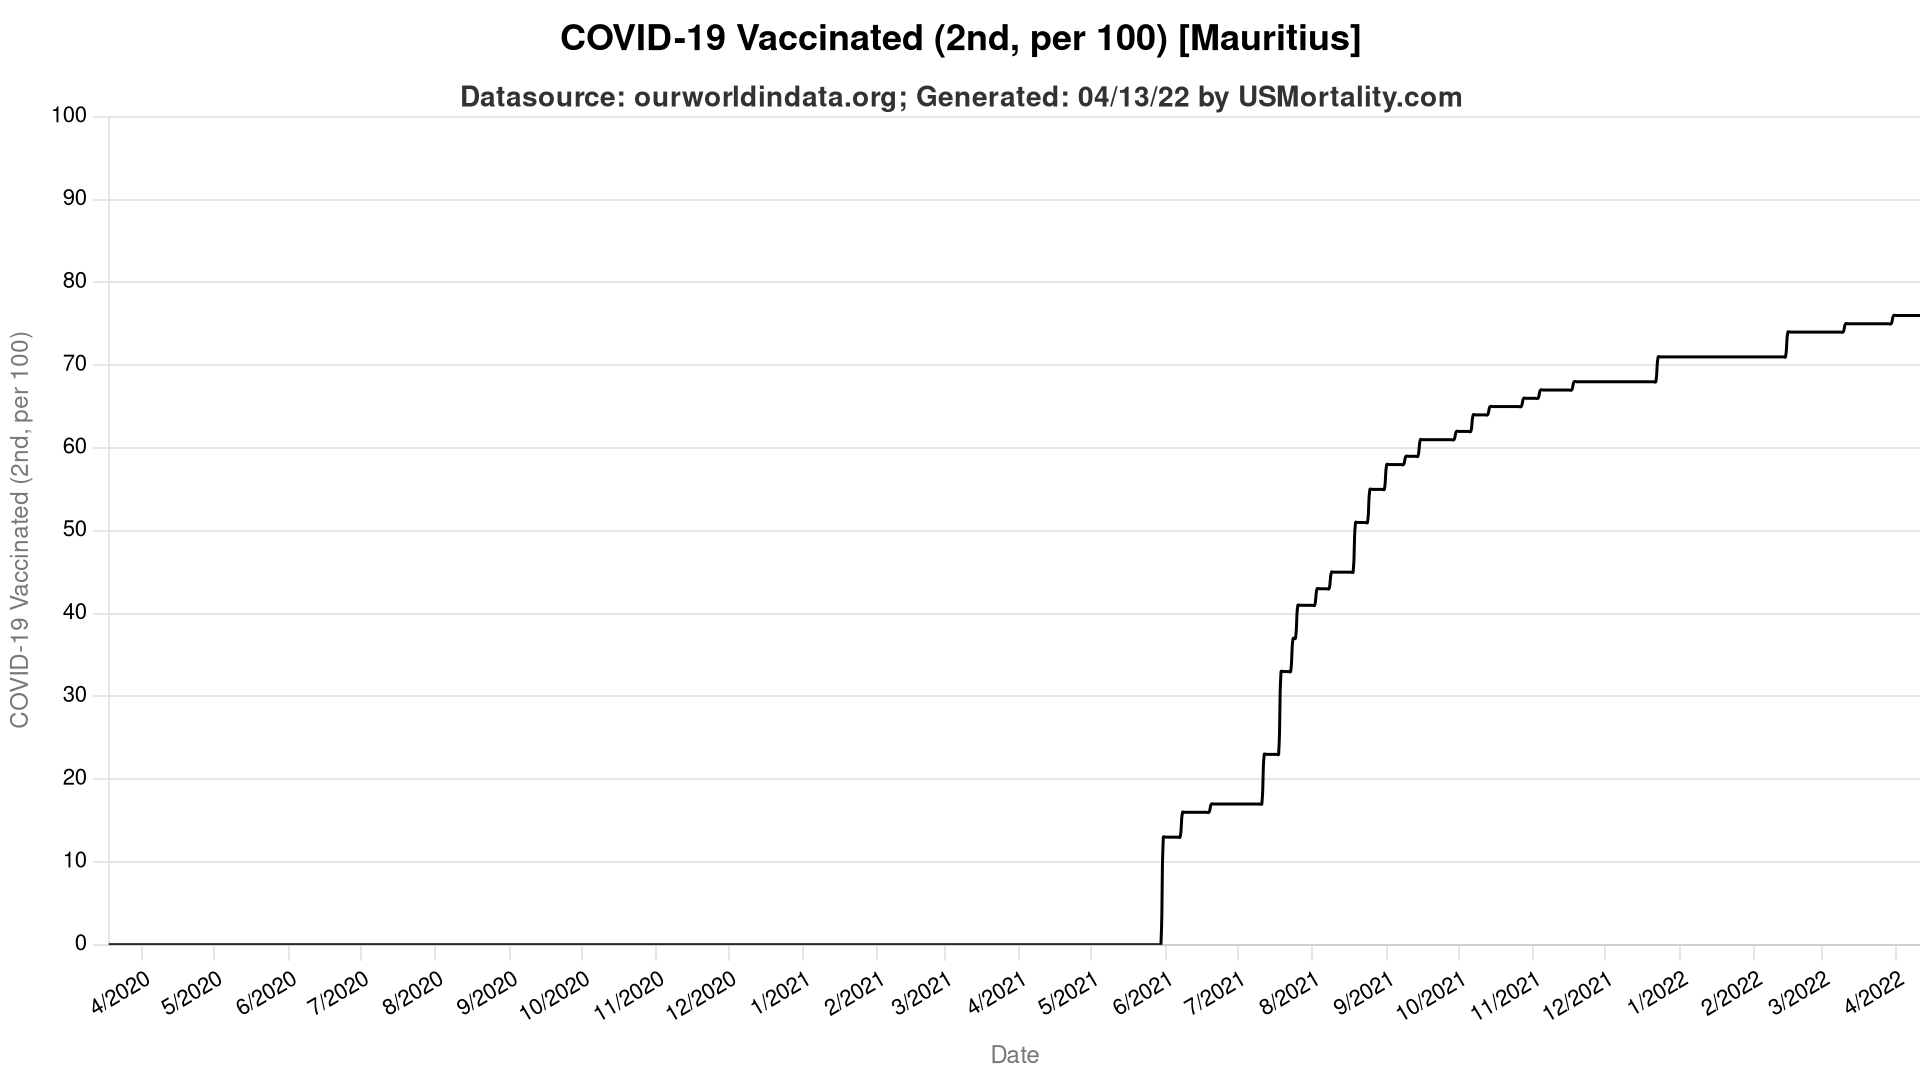 COVID-19 Vaccinated (2nd, per 100) [Mauritius]
Datasource: ourworldindata.org; Generated: 04/13/22 by USMortality.com
COVID-19 Vaccinated (2nd, per 100)
100
90
80
70
60
50
40
30
20
10
0
4/2020 5/2020 6/2020 7/2020 8/2020 9/2020 10/2020 11/2020 12/2020 1/2021 2/2021 3/2021 4/2021 5/2021 6/2021 7/2021 8/2021 9/2021 10/2021 11/2021 12/2021 1/2022 2/2022 3/2022 4/2022
Date